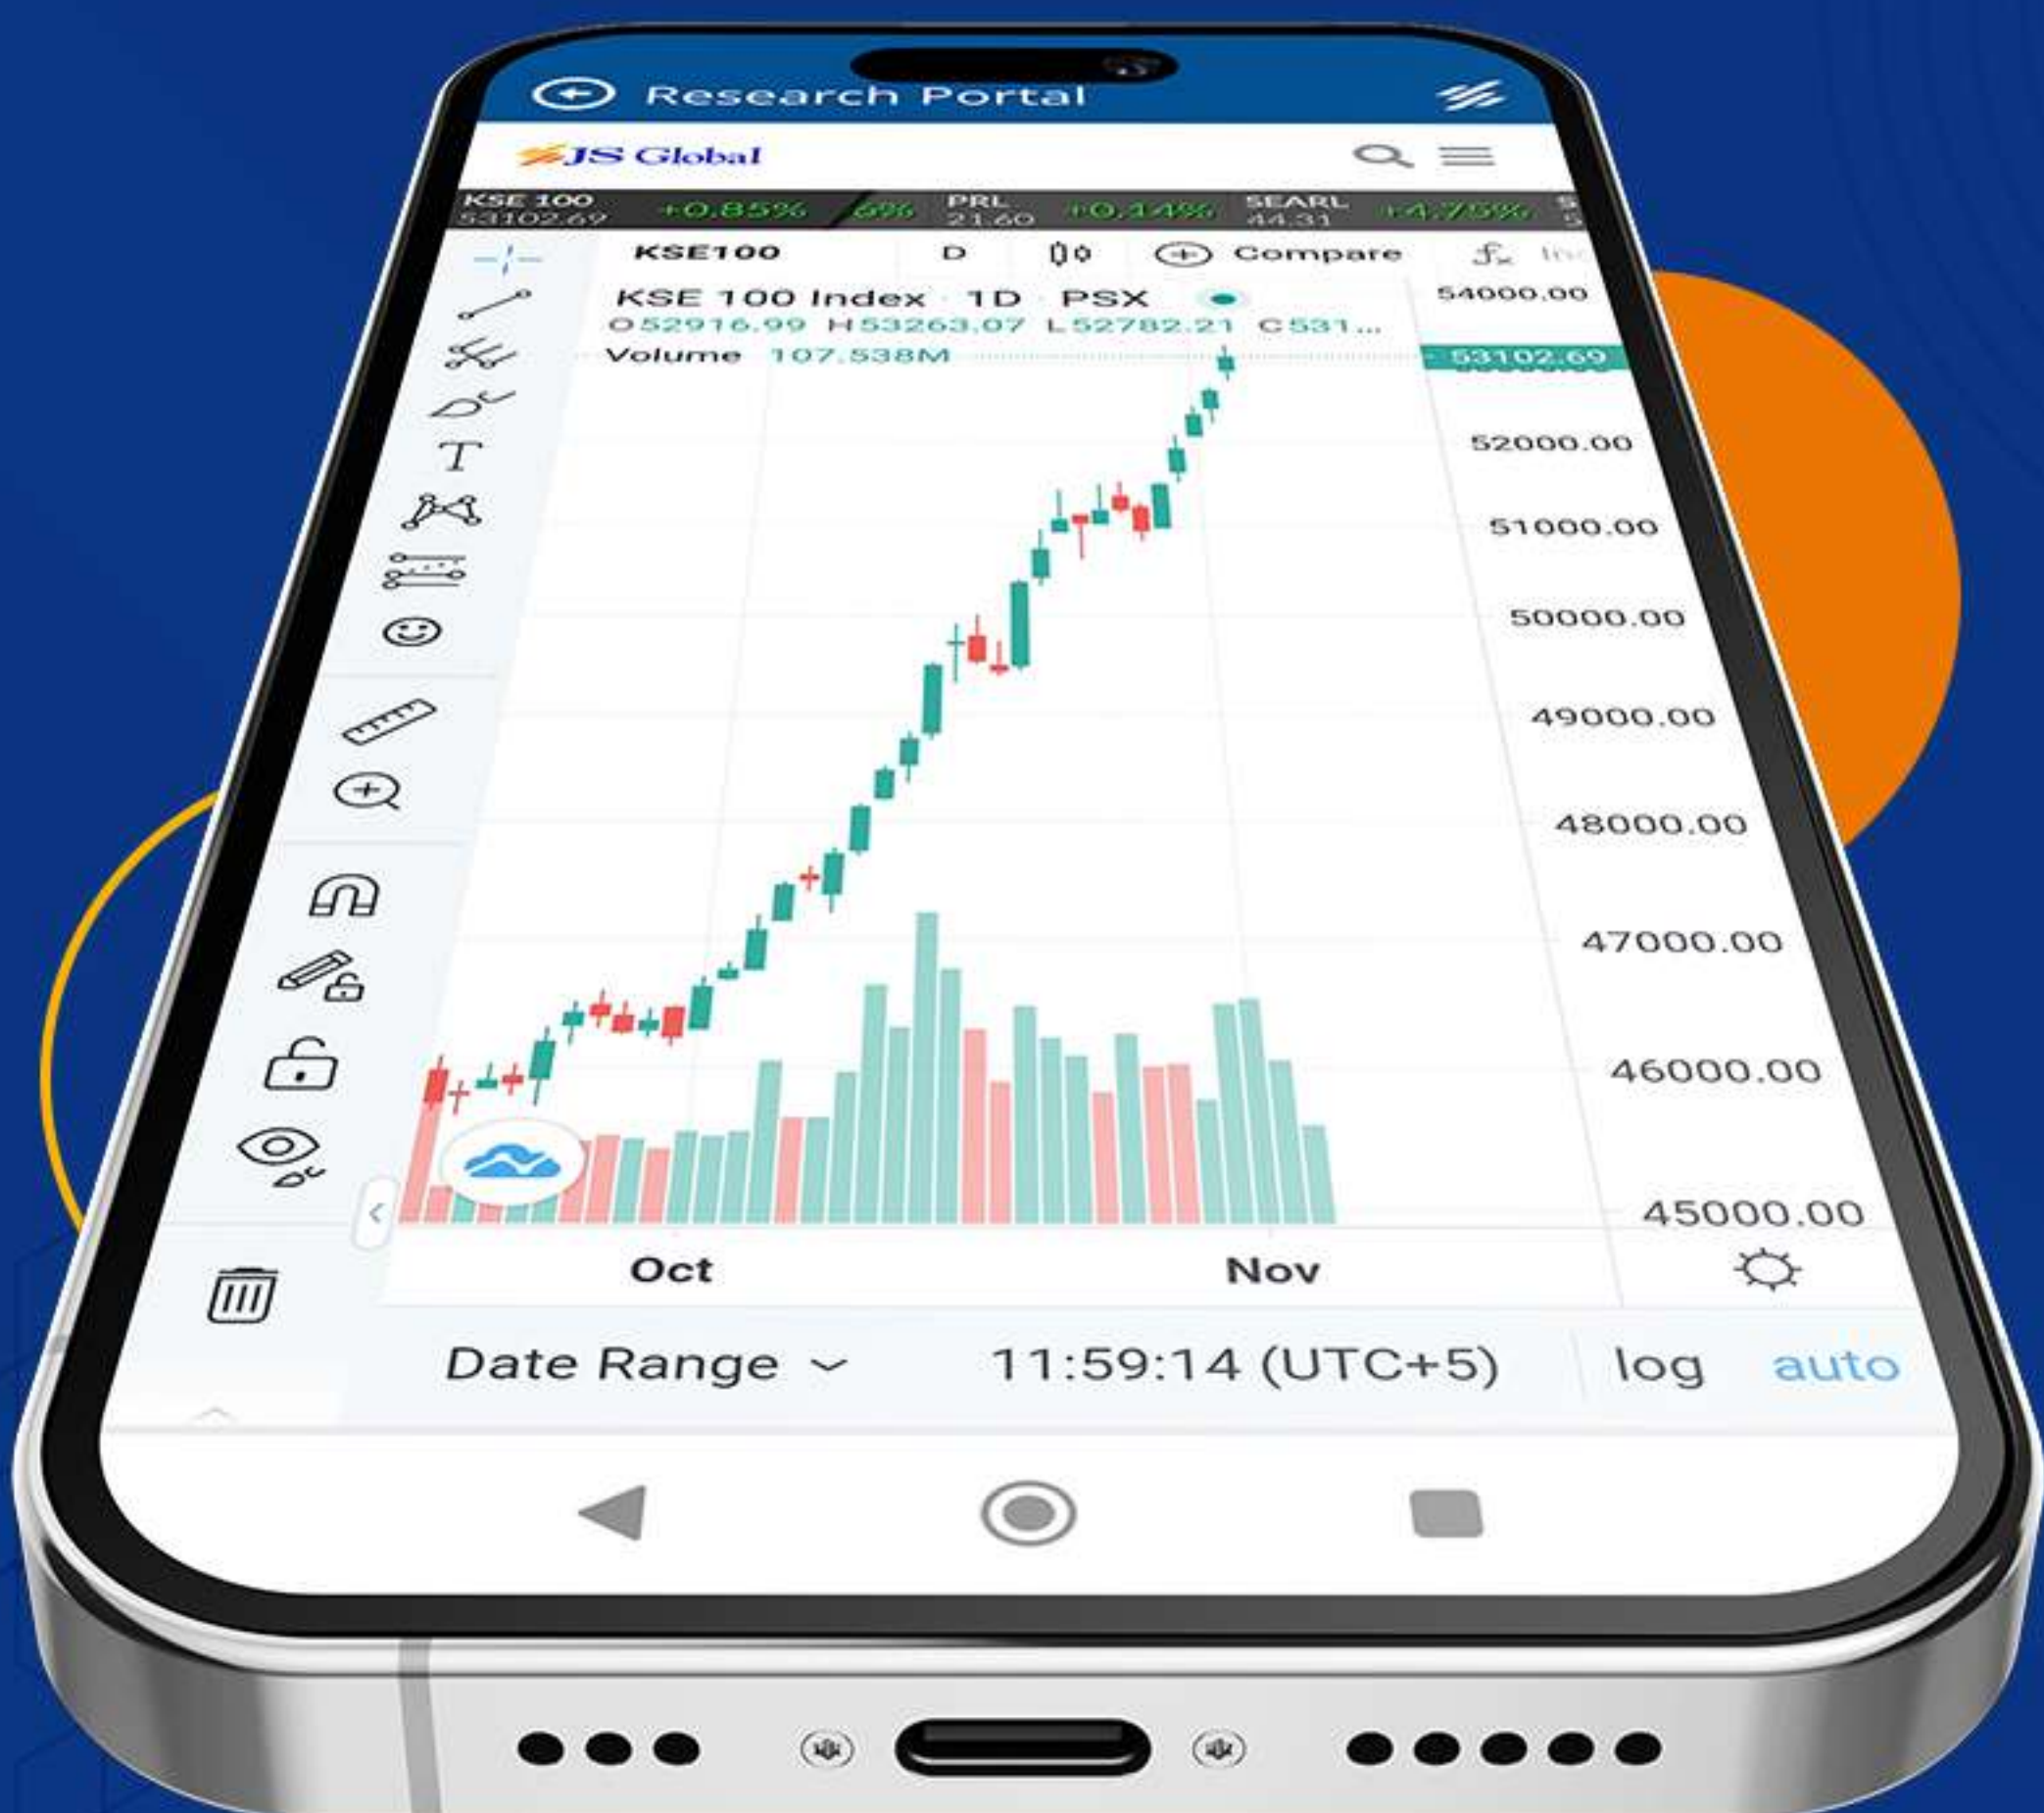 Research Portal
JS Global
KSE 100 +0.85% 6% PRL +0.14% SEARL +4.75%
53102.69 21.60 44.31
KSE100 D Compare
KSE 100 Index · 1D · PSX 54000.00
O52916.99 H53263.07 L52782.21 C531...
Volume 107.538M 53102.69
52000.00
51000.00
50000.00
49000.00
48000.00
47000.00
46000.00
45000.00
Oct Nov
Date Range 11:59:14 (UTC+5) log auto